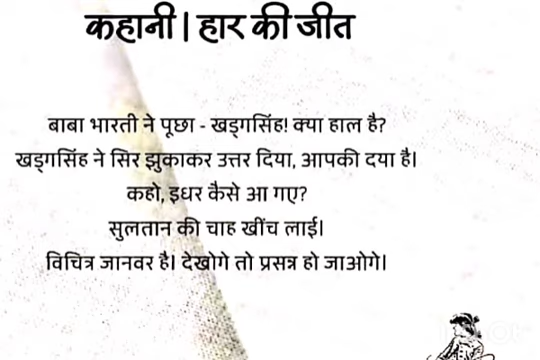 कहानी | हार की जीत
बाबा भारती ने पूछा - खड्गसिंह! क्या हाल है?
खड्गसिंह ने सिर झुकाकर उत्तर दिया, आपकी दया है।
कहो, इधर कैसे आ गए?
सुलतान की चाह खींच लाई।
विचित्र जानवर है। देखोगे तो प्रसन्न हो जाओगे।